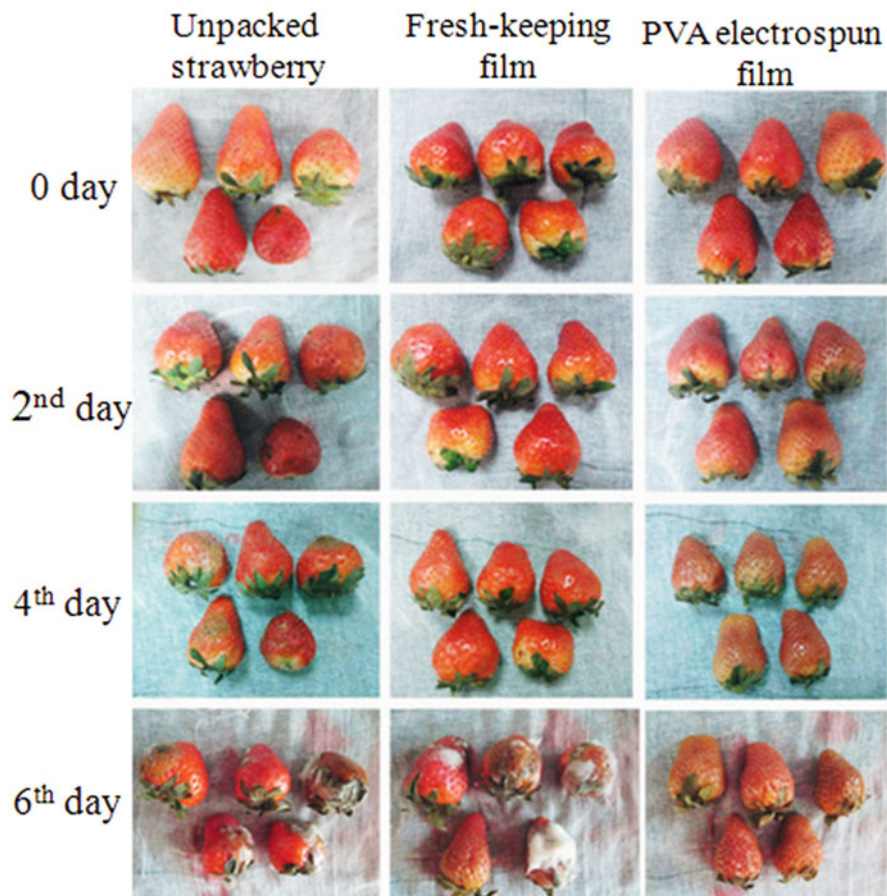 Unpacked
strawberry
Fresh-keeping
film
PVA electrospun
film
0 day
2nd day
4th day
6th day